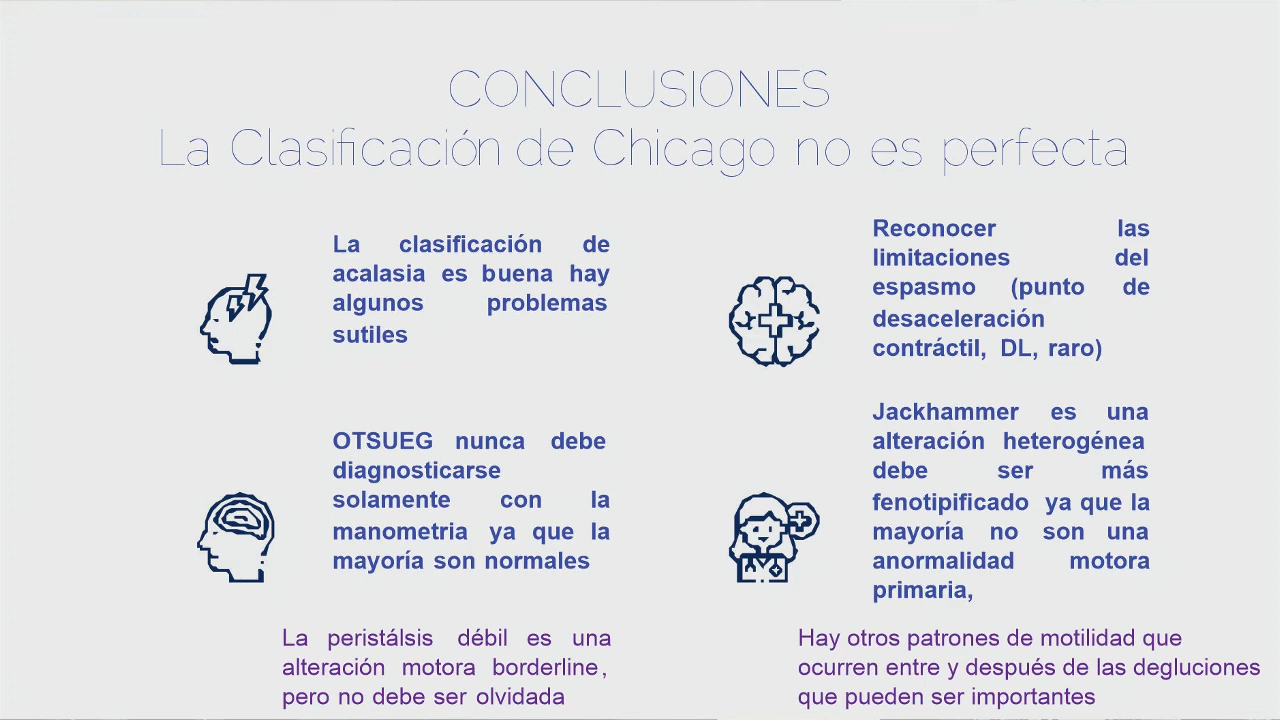 CONCLUSIONES
La Clasificación de Chicago no es perfecta
La clasificación de
acalasia es buena hay
algunos problemas
sutiles
Reconocer las
limitaciones del
espasmo (punto de
desaceleración
contráctil, DL, raro)
OTSUEG nunca debe
diagnosticarse
solamente con la
manometria ya que la
mayoría son normales
Jackhammer es una
alteración heterogénea
debe ser más
fenotipificado ya que la
mayoría no son una
anormalidad motora
primaria,
La peristálsis débil es una
alteración motora borderline,
pero no debe ser olvidada
Hay otros patrones de motilidad que
ocurren entre y después de las degluciones
que pueden ser importantes